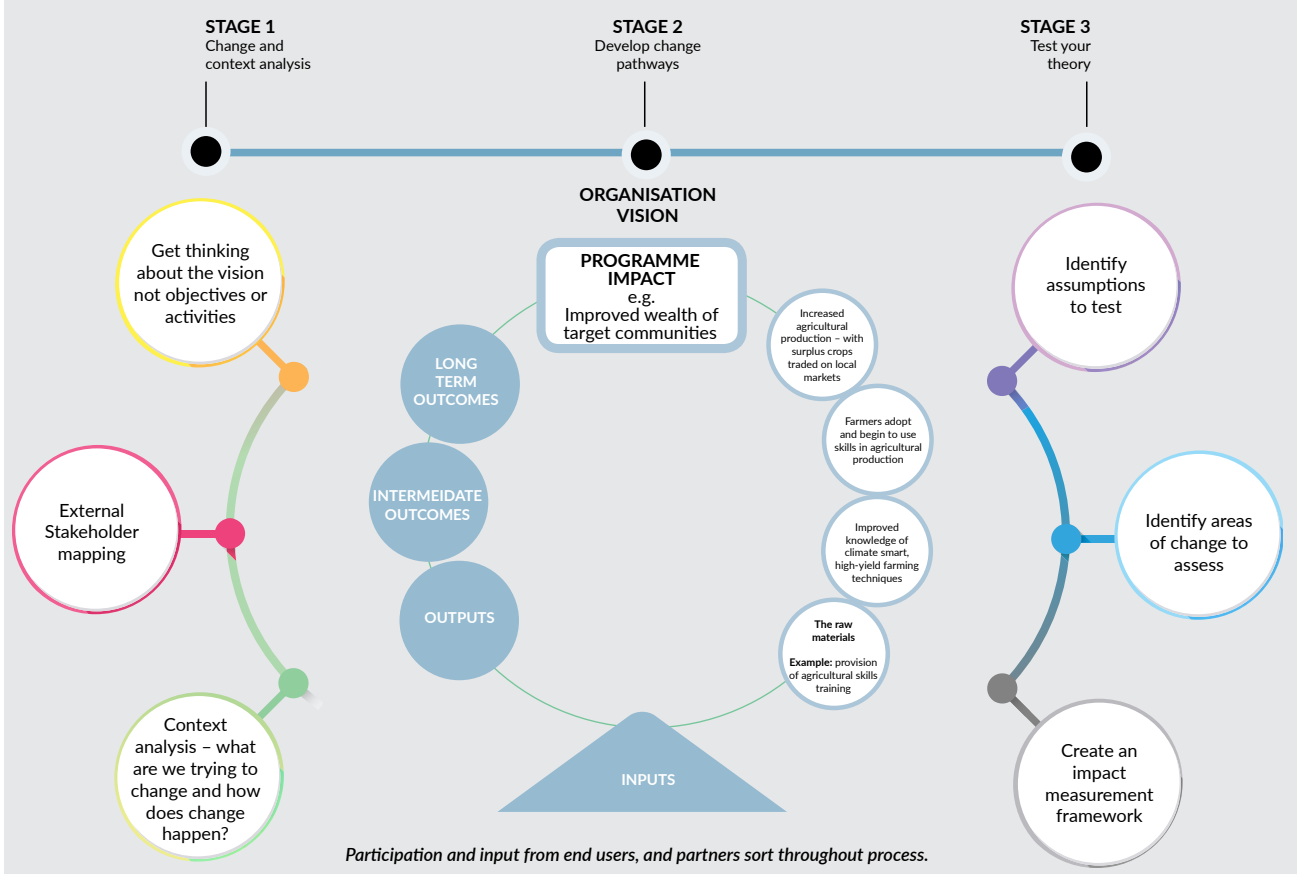 STAGE 1
Change and
context analysis
STAGE 2
Develop change
pathways
STAGE 3
Test your
theory
Get thinking
about the vision
not objectives or
activities
External
Stakeholder
mapping
Context
analysis – what
are we trying to
change and how
does change
happen?
ORGANISATION
VISION
PROGRAMME
IMPACT
e.g.
Improved wealth of
target communities
LONG
TERM
OUTCOMES
INTERMEIDATE
OUTCOMES
OUTPUTS
INPUTS
Increased
agricultural
production – with
surplus crops
traded on local
markets
Farmers adopt
and begin to use
skills in agricultural
production
Improved
knowledge of
climate smart,
high-yield farming
techniques
The raw
materials
Example: provision
of agricultural skills
training
Identify
assumptions
to test
Identify areas
of change to
assess
Create an
impact
measurement
framework
Participation and input from end users, and partners sort throughout process.